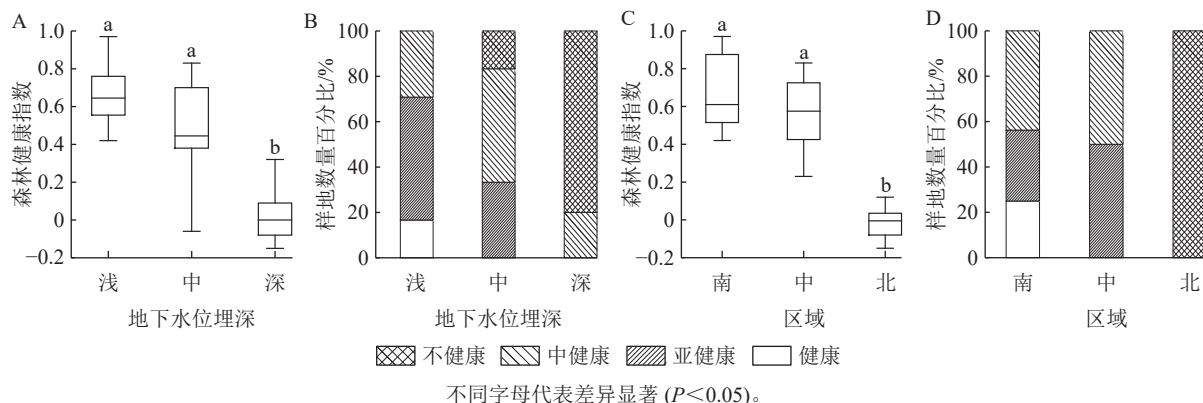 A
森林健康指数
1.0
0.8
0.6
0.4
0.2
0
−0.2
a
a
b
浅 中 深
地下水位埋深
B
样地数量百分比/%
100
80
60
40
20
0
浅 中 深
地下水位埋深
C
森林健康指数
1.0
0.8
0.6
0.4
0.2
0
−0.2
a
a
b
南 中 北
区域
D
样地数量百分比/%
100
80
60
40
20
0
南 中 北
区域
不健康 中健康 亚健康 健康
不同字母代表差异显著 (P<0.05)。